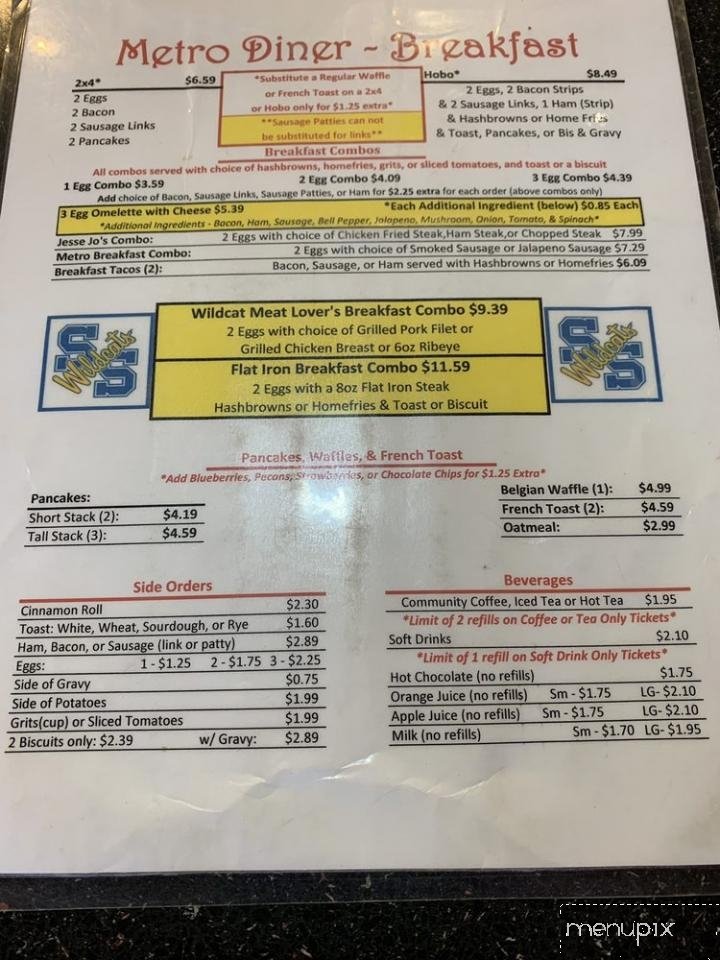 Metro Diner ~ Breakfast
2x4* $6.59
2 Eggs
2 Bacon
2 Sausage Links
2 Pancakes
*Substitute a Regular Waffle
or French Toast on a 2x4
or Hobo only for $1.25 extra*
**Sausage Patties can not
be substituted for links**
Hobo* $8.49
2 Eggs, 2 Bacon Strips
& 2 Sausage Links, 1 Ham (Strip)
& Hashbrowns or Home Fries
& Toast, Pancakes, or Bis & Gravy
Breakfast Combos
All combos served with choice of hashbrowns, homefries, grits, or sliced tomatoes, and toast or a biscuit
1 Egg Combo $3.59 2 Egg Combo $4.09 3 Egg Combo $4.39
Add choice of Bacon, Sausage Links, Sausage Patties, or Ham for $2.25 extra for each order (above combos only)
3 Egg Omelette with Cheese $5.39 *Each Additional Ingredient (below) $0.85 Each
*Additional Ingredients - Bacon, Ham, Sausage, Bell Pepper, Jalapeno, Mushroom, Onion, Tomato, & Spinach*
Jesse Jo's Combo: 2 Eggs with choice of Chicken Fried Steak,Ham Steak,or Chopped Steak $7.99
Metro Breakfast Combo: 2 Eggs with choice of Smoked Sausage or Jalapeno Sausage $7.29
Breakfast Tacos (2): Bacon, Sausage, or Ham served with Hashbrowns or Homefries $6.09
SS Wildcats
Wildcat Meat Lover's Breakfast Combo $9.39
2 Eggs with choice of Grilled Pork Filet or
Grilled Chicken Breast or 6oz Ribeye
Flat Iron Breakfast Combo $11.59
2 Eggs with a 8oz Flat Iron Steak
Hashbrowns or Homefries & Toast or Biscuit
SS Wildcats
Pancakes, Waffles, & French Toast
*Add Blueberries, Pecans, Strawberries, or Chocolate Chips for $1.25 Extra*
Pancakes:
Short Stack (2): $4.19
Tall Stack (3): $4.59
Belgian Waffle (1): $4.99
French Toast (2): $4.59
Oatmeal: $2.99
Side Orders
Cinnamon Roll $2.30
Toast: White, Wheat, Sourdough, or Rye $1.60
Ham, Bacon, or Sausage (link or patty) $2.89
Eggs: 1 - $1.25 2 - $1.75 3 - $2.25
Side of Gravy $0.75
Side of Potatoes $1.99
Grits(cup) or Sliced Tomatoes $1.99
2 Biscuits only: $2.39 w/ Gravy: $2.89
Beverages
Community Coffee, Iced Tea or Hot Tea $1.95
*Limit of 2 refills on Coffee or Tea Only Tickets*
Soft Drinks $2.10
*Limit of 1 refill on Soft Drink Only Tickets*
Hot Chocolate (no refills) $1.75
Orange Juice (no refills) Sm - $1.75 LG- $2.10
Apple Juice (no refills) Sm - $1.75 LG- $2.10
Milk (no refills) Sm - $1.70 LG- $1.95
menupix